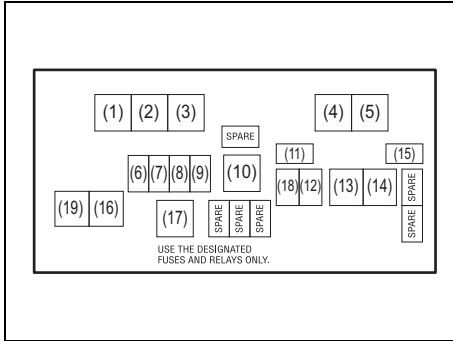 (1) (2) (3) (4) (5)
SPARE
(11) (15)
(6) (7) (8) (9) (10) (18) (12) (13) (14) SPARE
(19) (16) (17) SPARE SPARE SPARE SPARE
USE THE DESIGNATED
FUSES AND RELAYS ONLY.